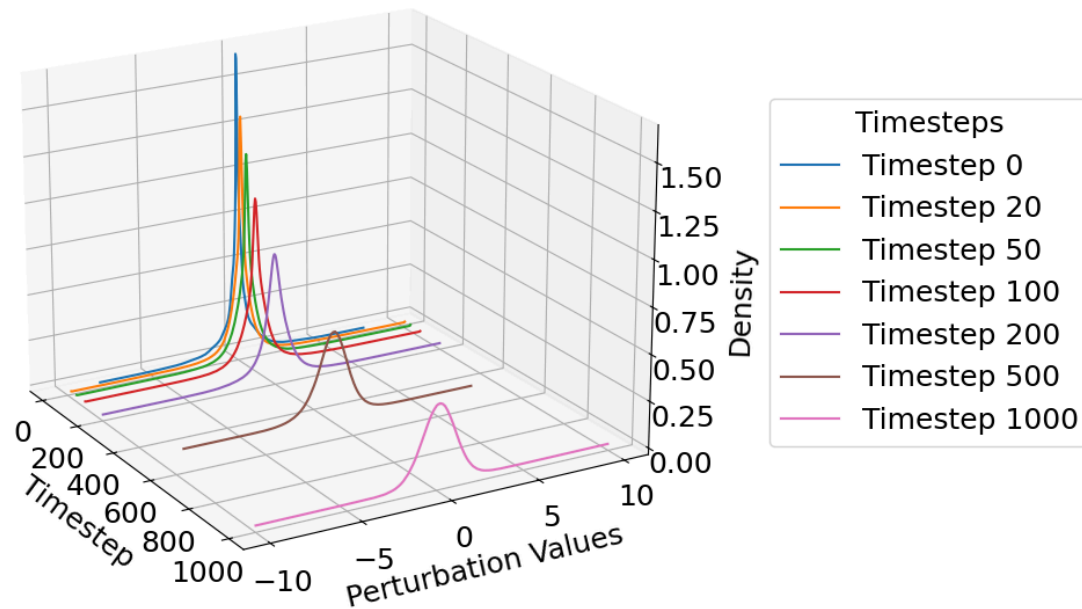 0
200
400
600
800
1000
Timestep
−10
−5
0
5
10
Perturbation Values
0.00
0.25
0.50
0.75
1.00
1.25
1.50
Density
Timesteps
Timestep 0
Timestep 20
Timestep 50
Timestep 100
Timestep 200
Timestep 500
Timestep 1000